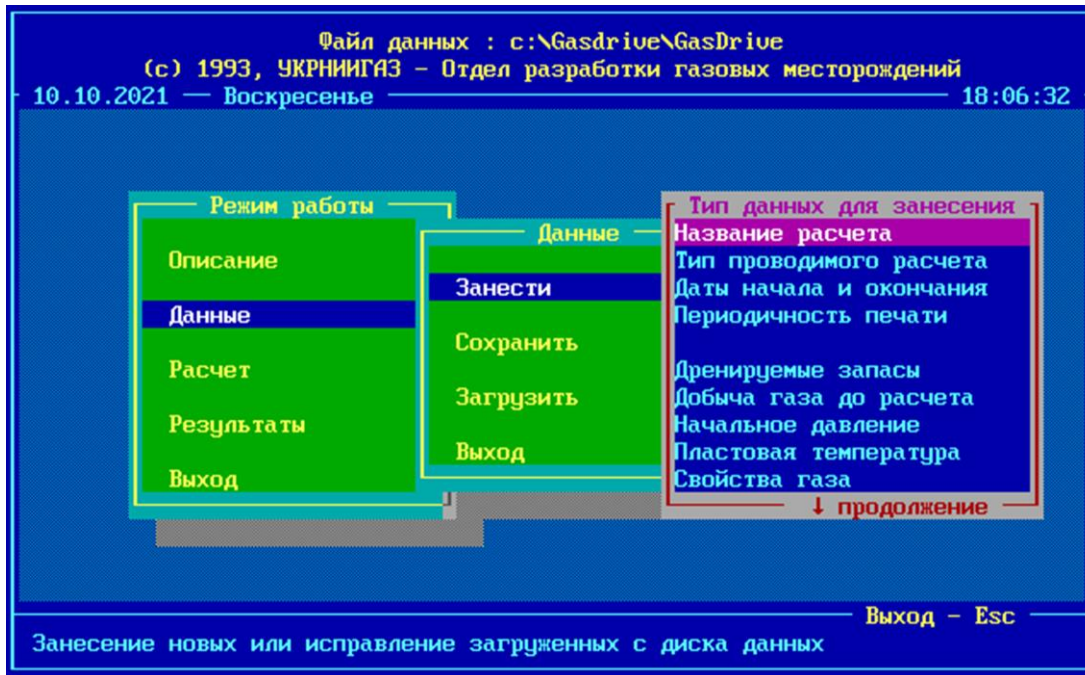 Файл данных : c:\Gasdrive\GasDrive
(c) 1993, УКРНИИГАЗ – Отдел разработки газовых месторождений
10.10.2021 — Воскресенье
18:06:32
Режим работы
Описание
Данные
Расчет
Результаты
Выход
Данные
Занести
Сохранить
Загрузить
Выход
Тип данных для занесения
Название расчета
Тип проводимого расчета
Даты начала и окончания
Периодичность печати
Дренируемые запасы
Добыча газа до расчета
Начальное давление
Пластовая температура
Свойства газа
↓ продолжение
Выход – Esc
Занесение новых или исправление загруженных с диска данных